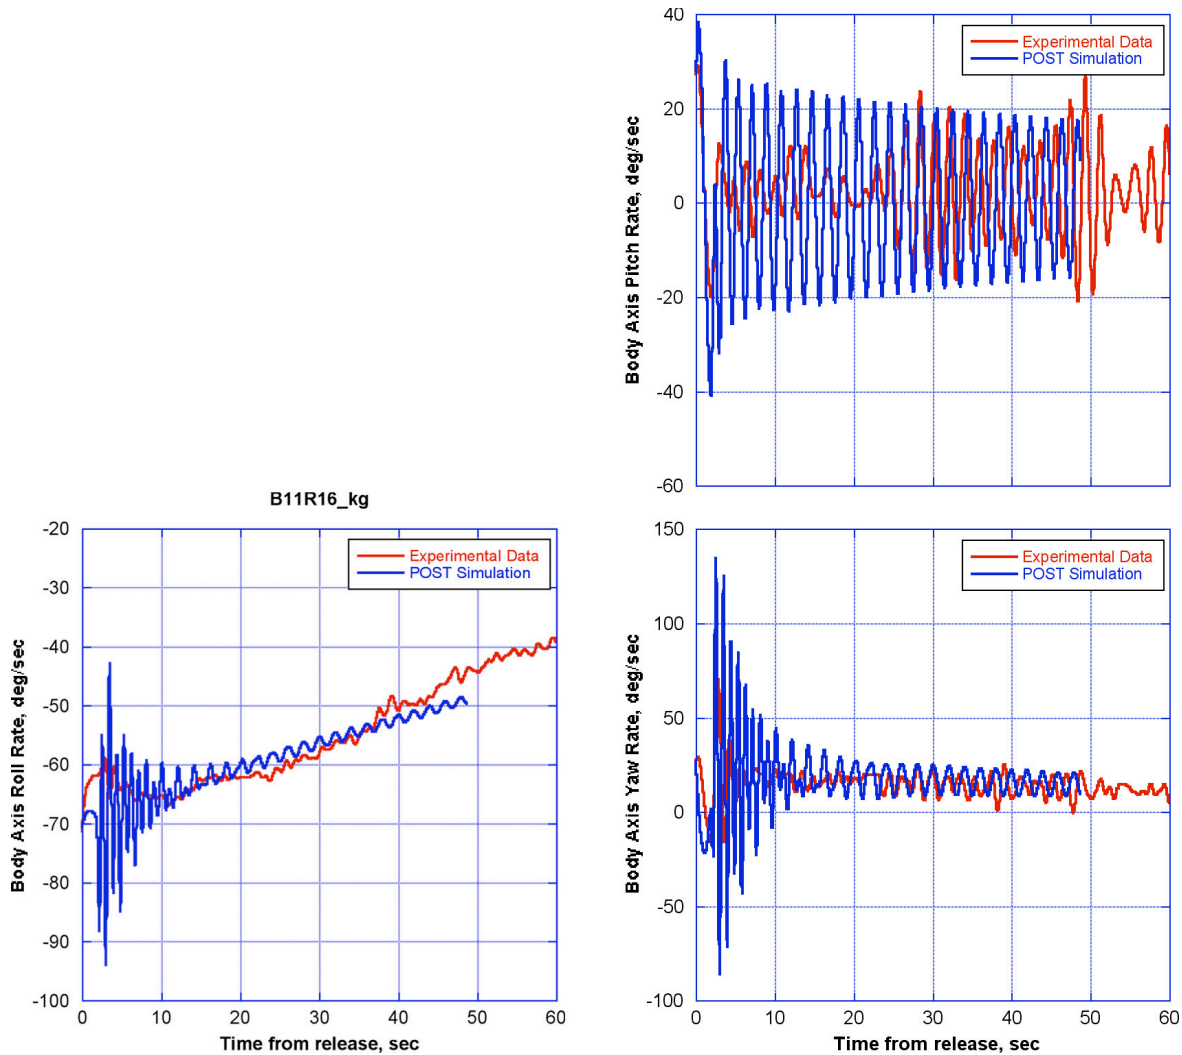 40
20
0
-20
-40
-60
Body Axis Pitch Rate, deg/sec
Experimental Data
POST Simulation
B11R16_kg
-20
-30
-40
-50
-60
-70
-80
-90
-100
Body Axis Roll Rate, deg/sec
Experimental Data
POST Simulation
0 10 20 30 40 50 60
Time from release, sec
150
100
50
0
-50
-100
Body Axis Yaw Rate, deg/sec
Experimental Data
POST Simulation
0 10 20 30 40 50 60
Time from release, sec